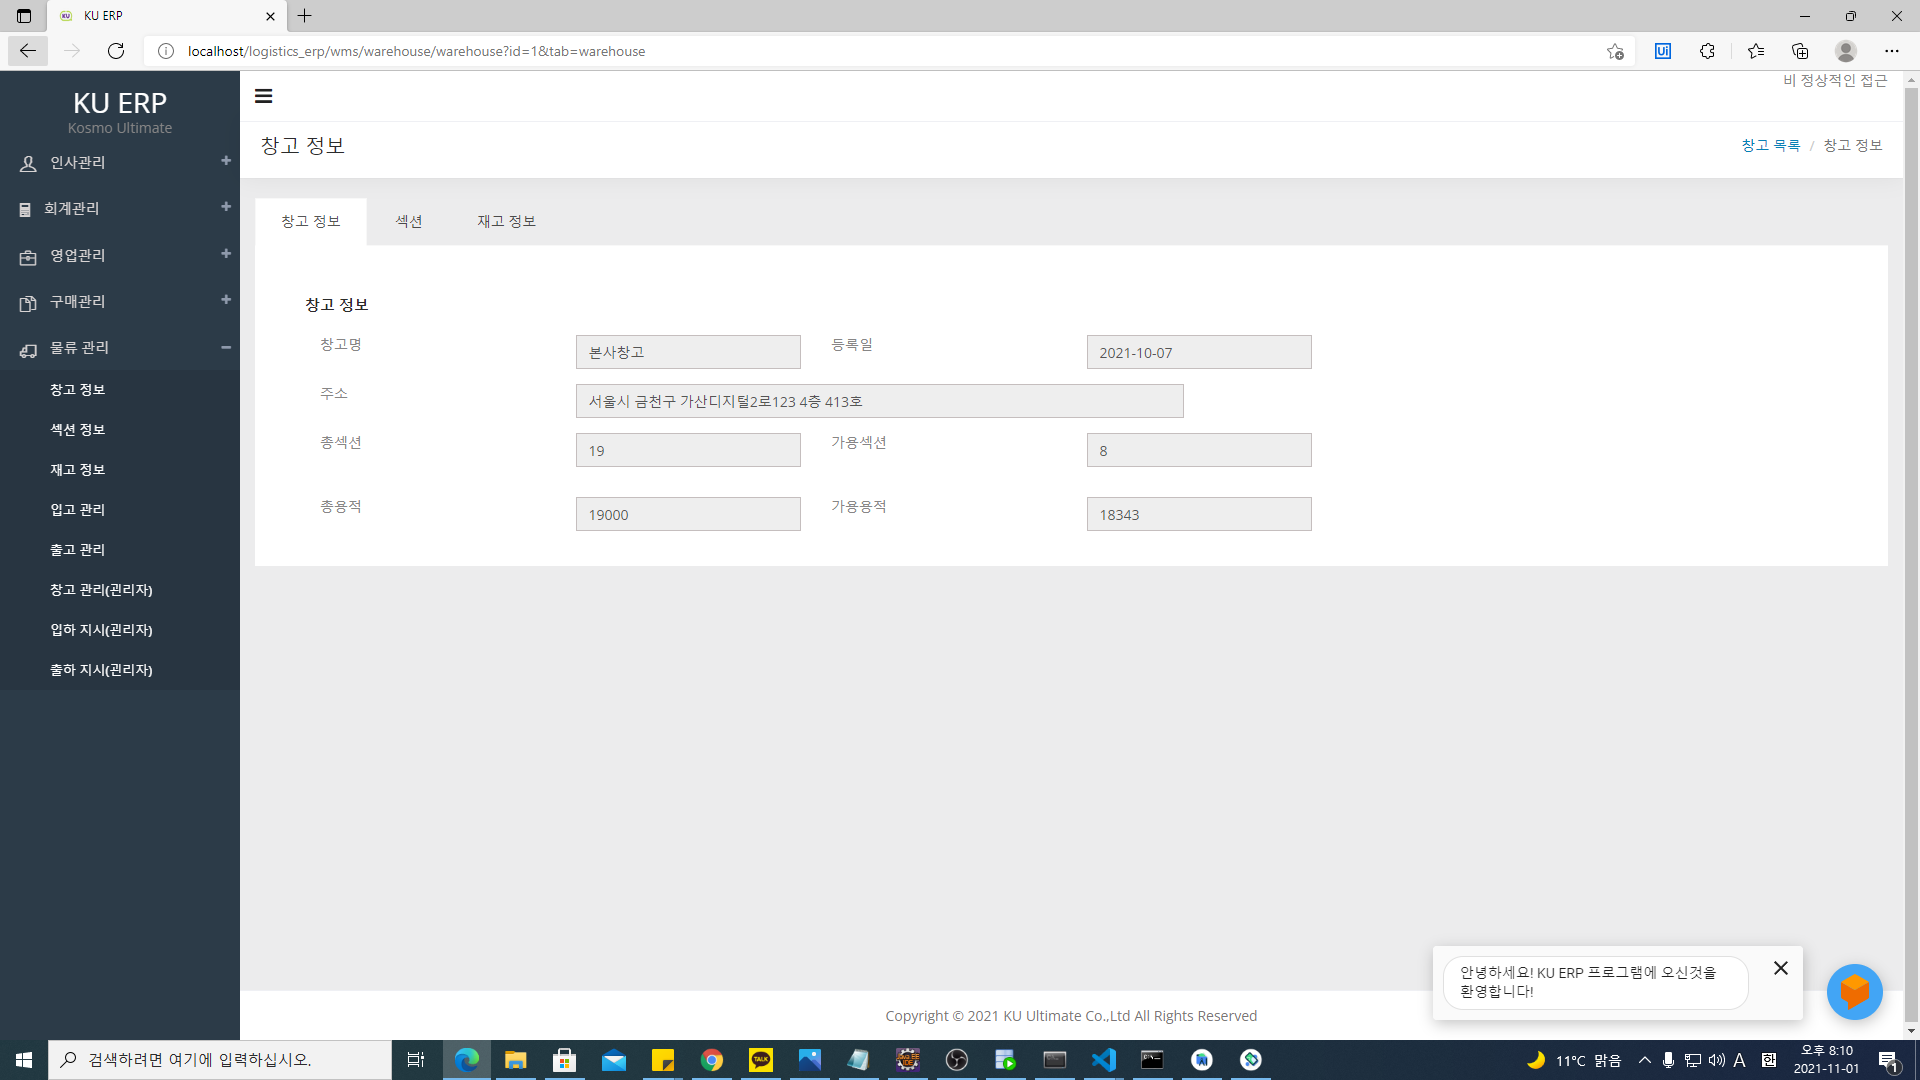 KU ERP
localhost/logistics_erp/wms/warehouse/warehouse?id=1&tab=warehouse
KU ERP
Kosmo Ultimate
인사관리
회계관리
영업관리
구매관리
물류 관리
창고 정보
섹션 정보
재고 정보
입고 관리
출고 관리
창고 관리(관리자)
입하 지시(관리자)
출하 지시(관리자)
비 정상적인 접근
창고 정보
창고 목록 / 창고 정보
창고 정보 섹션 재고 정보
창고 정보
창고명 본사창고 등록일 2021-10-07
주소 서울시 금천구 가산디지털2로123 4층 413호
총섹션 19 가용섹션 8
총용적 19000 가용용적 18343
안녕하세요! KU ERP 프로그램에 오신것을
환영합니다!
Copyright © 2021 KU Ultimate Co.,Ltd All Rights Reserved
검색하려면 여기에 입력하십시오.
TALK
11°C 맑음
A 한
오후 8:10
2021-11-01
1